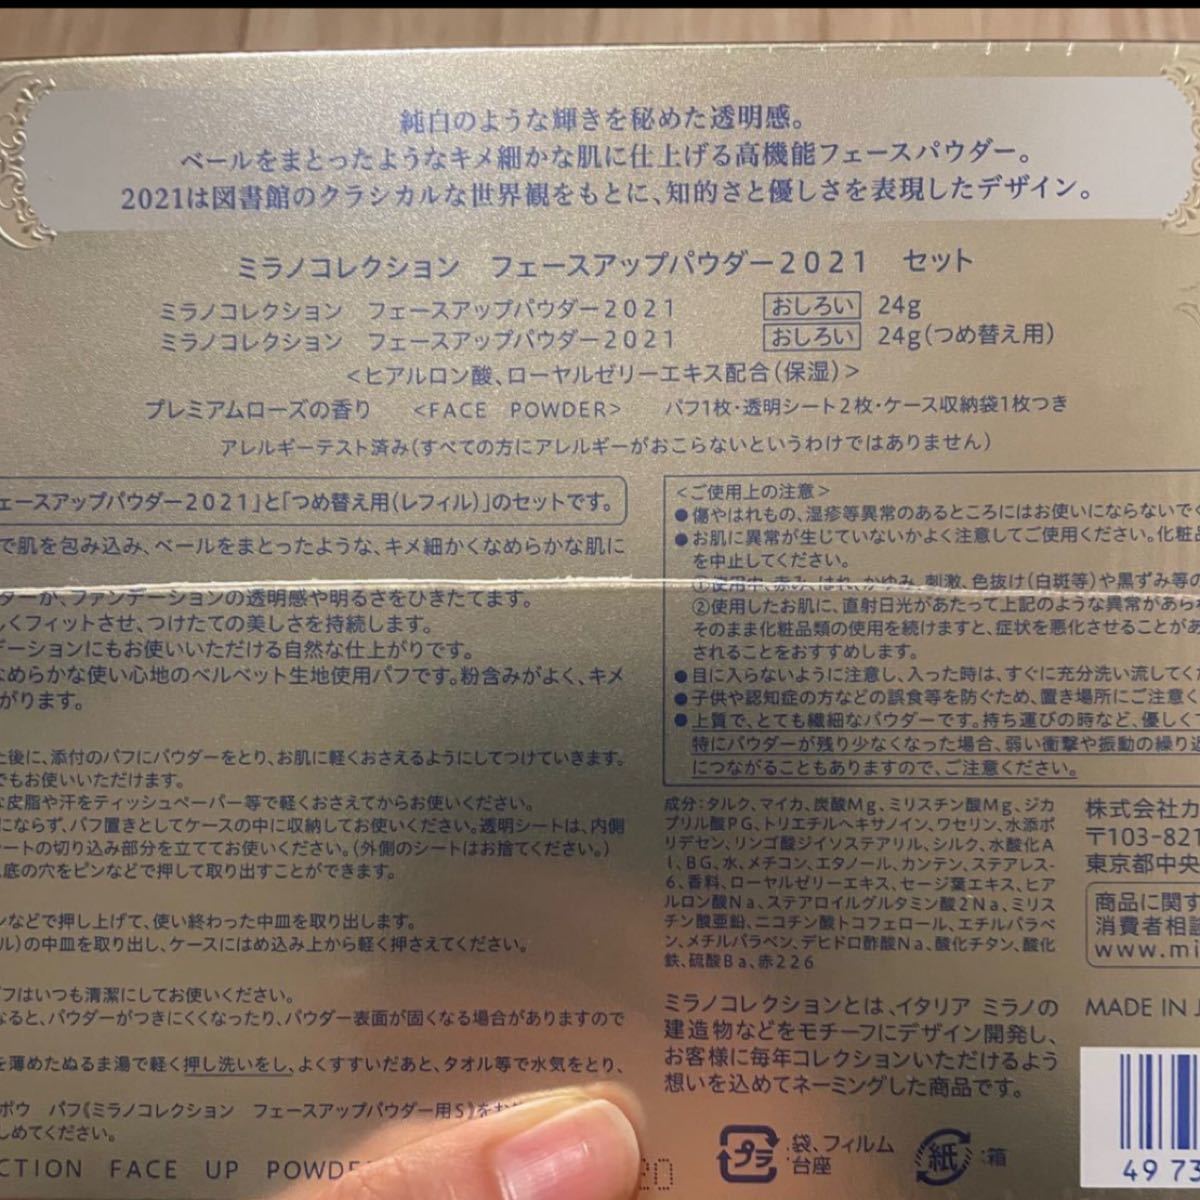 純白のような輝きを秘めた透明感。
ベールをまとったようなキメ細かな肌に仕上げる高機能フェースパウダー。
2021は図書館のクラシカルな世界観をもとに、知的さと優しさを表現したデザイン。
ミラノコレクション　フェースアップパウダー2021　セット
ミラノコレクション　フェースアップパウダー2021　おしろい　24g
ミラノコレクション　フェースアップパウダー2021　おしろい　24g(つめ替え用)
<ヒアルロン酸、ローヤルゼリーエキス配合(保湿)>
プレミアムローズの香り　<FACE POWDER>　パフ1枚・透明シート2枚・ケース収納袋1枚つき
アレルギーテスト済み(すべての方にアレルギーがおこらないというわけではありません)
ェースアップパウダー2021」と「つめ替え用(レフィル)」のセットです。
で肌を包み込み、ベールをまとったような、キメ細かくなめらかな肌に
ダーが、ファンデーションの透明感や明るさをひきたてます。
しくフィットさせ、つけたての美しさを持続します。
デーションにもお使いいただける自然な仕上がりです。
なめらかな使い心地のベルベット生地使用パフです。粉含みがよく、キメ
がります。
た後に、添付のパフにパウダーをとり、お肌に軽くおさえるようにしてつけていきます。
でもお使いいただけます。
な皮脂や汗をティッシュペーパー等で軽くおさえてからお使いください。
にならず、パフ置きとしてケースの中に収納してお使いください。透明シートは、内側
ートの切り込み部分を立ててお使いください。(外側のシートはお捨てください。)
底の穴をピンなどで押して取り出すことができます。
ンなどで押し上げて、使い終わった中皿を取り出します。
ル)の中皿を取り出し、ケースにはめ込み上から軽く押さえてください。
パフはいつも清潔にしてお使いください。
なると、パウダーがつきにくくなったり、パウダー表面が固くなる場合がありますので
を薄めたぬるま湯で軽く押し洗いをし、よくすすいだあと、タオル等で水気をとり、
ボウ　パフ《ミラノコレクション　フェースアップパウダー用S》を
しめてください。
CTION FACE UP POWD
<ご使用上の注意>
●傷やはれもの、湿疹等異常のあるところにはお使いにならないでく
●お肌に異常が生じていないかよく注意してご使用ください。化粧品
を中止してください。
①使用中、赤み、はれ、かゆみ、刺激、色抜け(白斑等)や黒ずみ等の
②使用したお肌に、直射日光があたって上記のような異常があら
そのまま化粧品類の使用を続けますと、症状を悪化させることがあ
されることをおすすめします。
●目に入らないように注意し、入った時は、すぐに充分洗い流してく
●子供や認知症の方などの誤食等を防ぐため、置き場所にご注意く
●上質で、とても繊細なパウダーです。持ち運びの時など、優しく
特にパウダーが残り少なくなった場合、弱い衝撃や振動の繰り返
につながることもありますので、ご注意ください。
成分:タルク、マイカ、炭酸Mg、ミリスチン酸Mg、ジカ
プリル酸PG、トリエチルヘキサノイン、ワセリン、水添ポ
リデセン、リンゴ酸ジイソステアリル、シルク、水酸化A
l、BG、水、メチコン、エタノール、カンテン、ステアレス-
6、香料、ローヤルゼリーエキス、セージ葉エキス、ヒア
ルロン酸Na、ステアロイルグルタミン酸2Na、ミリス
チン酸亜鉛、ニコチン酸トコフェロール、エチルパラベ
ン、メチルパラベン、デヒドロ酢酸Na、酸化チタン、酸化
鉄、硫酸Ba、赤226
ミラノコレクションとは、イタリア ミラノの
建造物などをモチーフにデザイン開発し、
お客様に毎年コレクションいただけるよう
想いを込めてネーミングした商品です。
株式会社カ
〒103-821
東京都中央
商品に関す
消費者相談
www.mi
MADE IN J
プラ :袋、フィルム
台座
紙 :箱
49 73